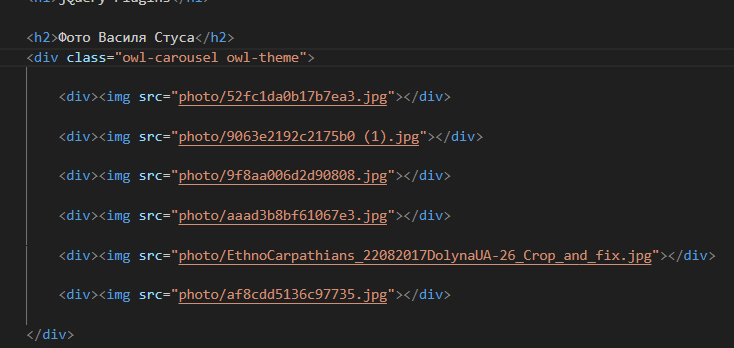 <h1>jQuery Plugins</h1>
<h2>Фото Василя Стуса</h2>
<div class="owl-carousel owl-theme">
<div><img src="photo/52fc1da0b17b7ea3.jpg"></div>
<div><img src="photo/9063e2192c2175b0 (1).jpg"></div>
<div><img src="photo/9f8aa006d2d90808.jpg"></div>
<div><img src="photo/aaad3b8bf61067e3.jpg"></div>
<div><img src="photo/EthnoCarpathians_22082017DolynaUA-26_Crop_and_fix.jpg"></div>
<div><img src="photo/af8cdd5136c97735.jpg"></div>
</div>